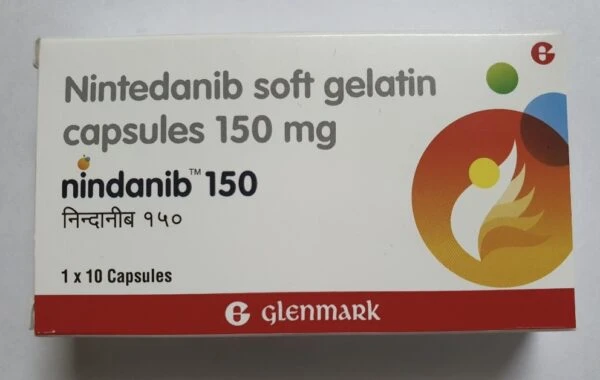 Nintedanib soft gelatin
capsules 150 mg
nindanib™ 150
निन्दानीब १५०
1 x 10 Capsules
G GLENMARK
G